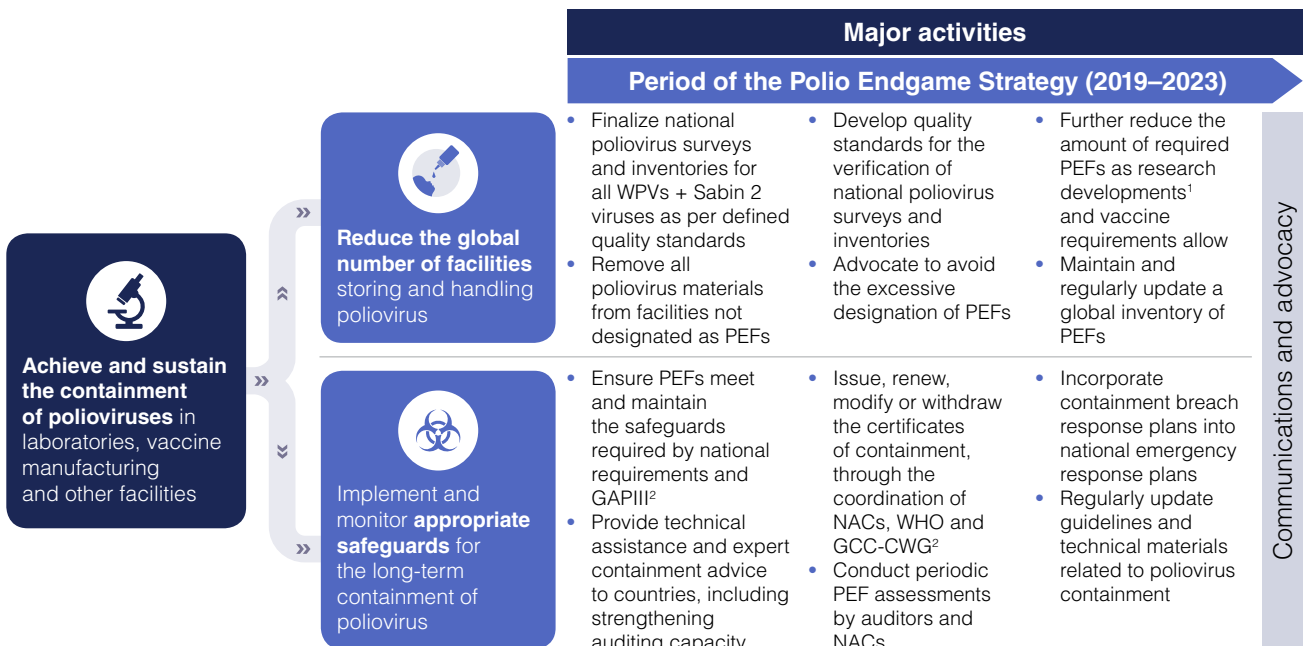 Major activities
Period of the Polio Endgame Strategy (2019–2023)
Achieve and sustain
the containment
of polioviruses in
laboratories, vaccine
manufacturing
and other facilities
Reduce the global
number of facilities
storing and handling
poliovirus
• Finalize national
poliovirus surveys
and inventories for
all WPVs + Sabin 2
viruses as per defined
quality standards
• Remove all
poliovirus materials
from facilities not
designated as PEFs
• Develop quality
standards for the
verification of
national poliovirus
surveys and
inventories
• Advocate to avoid
the excessive
designation of PEFs
• Further reduce the
amount of required
PEFs as research
developments¹
and vaccine
requirements allow
• Maintain and
regularly update a
global inventory of
PEFs
Implement and
monitor appropriate
safeguards for
the long-term
containment of
poliovirus
• Ensure PEFs meet
and maintain
the safeguards
required by national
requirements and
GAPIII²
• Provide technical
assistance and expert
containment advice
to countries, including
strengthening
auditing capacity
• Issue, renew,
modify or withdraw
the certificates
of containment,
through the
coordination of
NACs, WHO and
GCC-CWG²
• Conduct periodic
PEF assessments
by auditors and
NACs
• Incorporate
containment breach
response plans into
national emergency
response plans
• Regularly update
guidelines and
technical materials
related to poliovirus
containment
Communications and advocacy